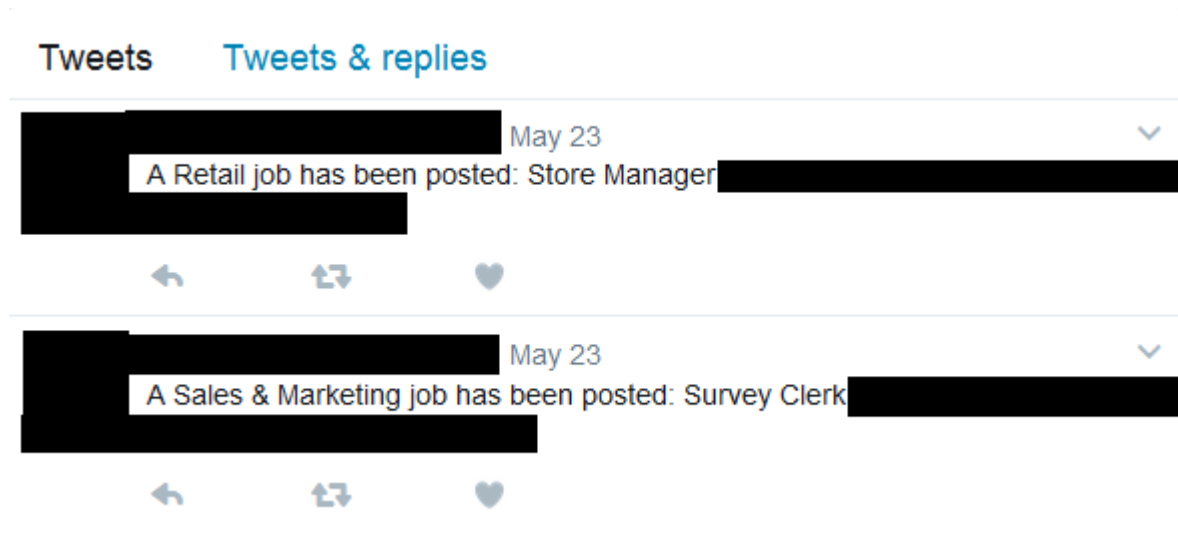 Tweets Tweets & replies
May 23
A Retail job has been posted: Store Manager
May 23
A Sales & Marketing job has been posted: Survey Clerk